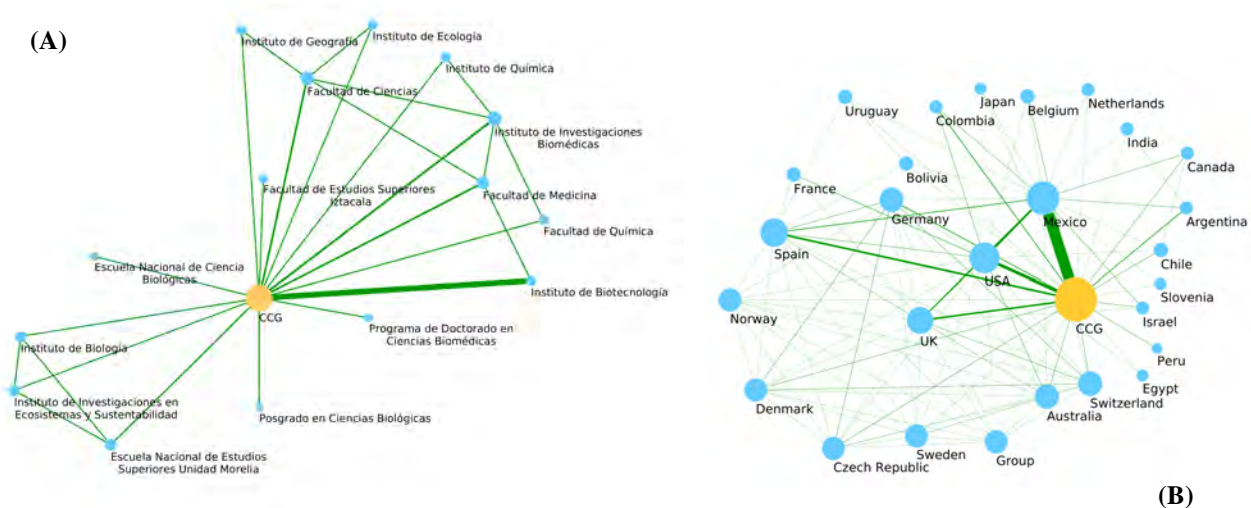 (A)
Instituto de Geografía
Instituto de Ecología
Instituto de Química
Facultad de Ciencias
Instituto de Investigaciones
Biomédicas
Facultad de Estudios Superiores
Iztacala
Facultad de Medicina
Facultad de Química
Escuela Nacional de Ciencia
Biológicas
Instituto de Biotecnología
CCG
Programa de Doctorado en
Ciencias Biomédicas
Instituto de Biología
Instituto de Investigaciones en
Ecosistemas y Sustentabilidad
Posgrado en Ciencias Biológicas
Escuela Nacional de Estudios
Superiores Unidad Morelia
Japan
Netherlands
Uruguay
Colombia
Belgium
India
Bolivia
Canada
France
Germany
Mexico
Argentina
Spain
Chile
USA
Slovenia
Norway
CCG
Israel
UK
Peru
Egypt
Denmark
Switzerland
Australia
Czech Republic
Sweden
Group
(B)